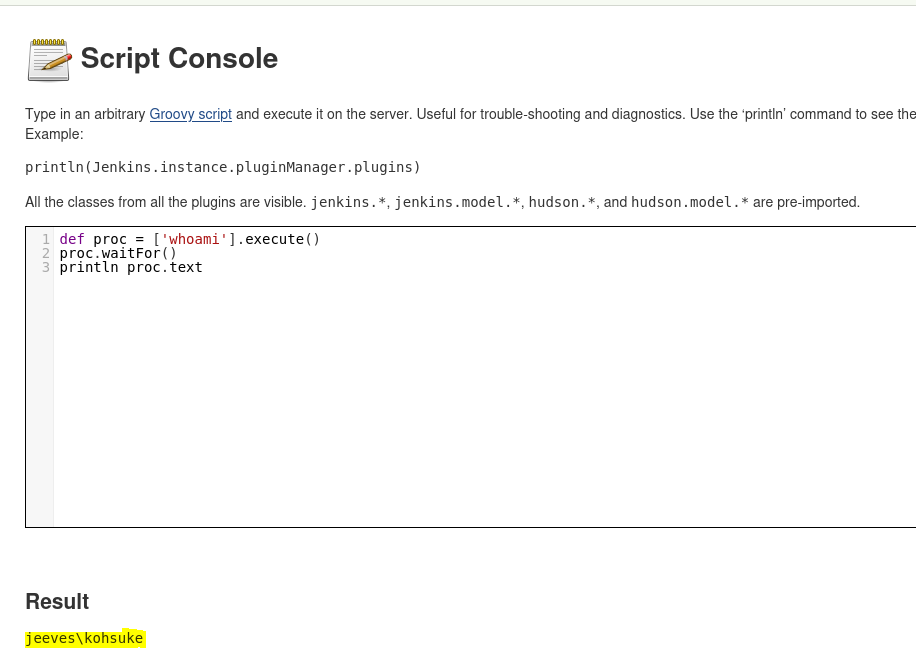 Script Console
Type in an arbitrary Groovy script and execute it on the server. Useful for trouble-shooting and diagnostics. Use the ‘println’ command to see the
Example:
println(Jenkins.instance.pluginManager.plugins)
All the classes from all the plugins are visible. jenkins.*, jenkins.model.*, hudson.*, and hudson.model.* are pre-imported.
1 def proc = ['whoami'].execute()
2 proc.waitFor()
3 println proc.text
Result
jeeves\kohsuke